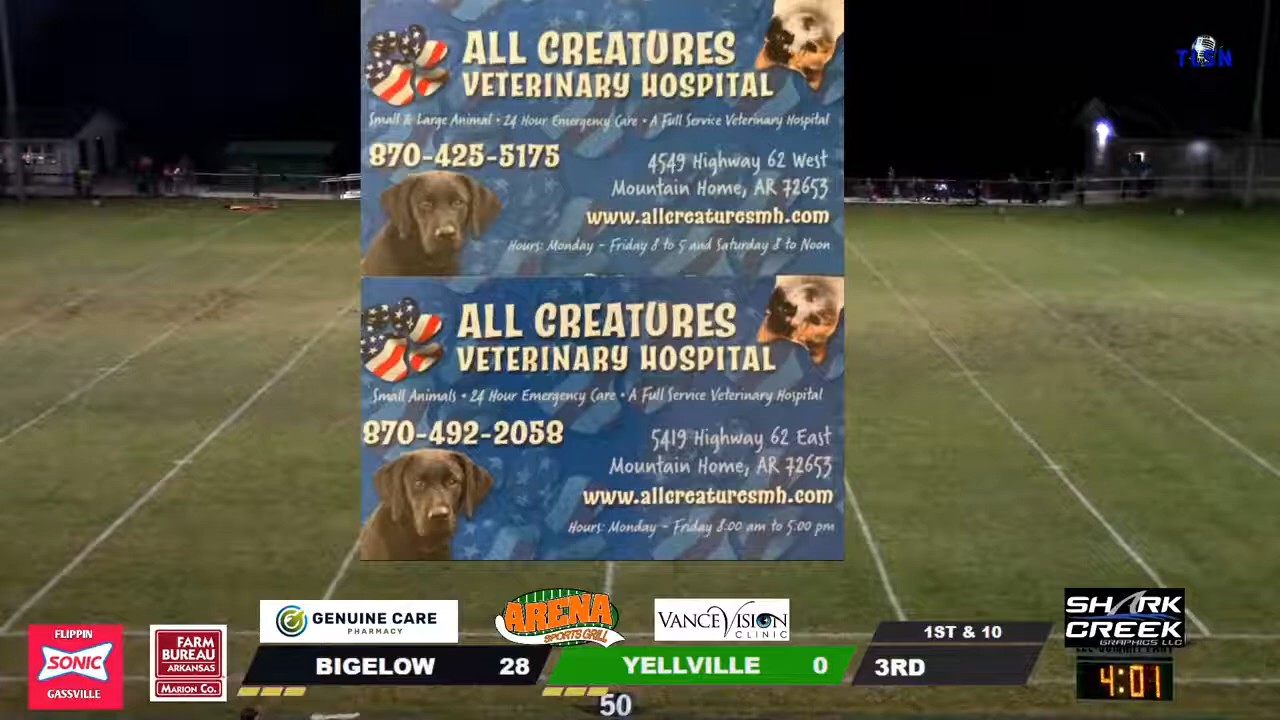 ALL CREATURES
VETERINARY HOSPITAL
Small & Large Animal • 24 Hour Emergency Care • A Full Service Veterinary Hospital
870-425-5175
4549 Highway 62 West
Mountain Home, AR 72653
www.allcreaturesmh.com
Hours: Monday - Friday 8 to 5 and Saturday 8 to Noon
TLSN
ALL CREATURES
VETERINARY HOSPITAL
Small Animals • 24 Hour Emergency Care • A Full Service Veterinary Hospital
870-492-2058
5419 Highway 62 East
Mountain Home, AR 72653
www.allcreaturesmh.com
Hours: Monday - Friday 8:00 am to 5:00 pm
FLIPPIN
SONIC
GASSVILLE
FARM
BUREAU
ARKANSAS
MARION CO.
GENUINE CARE
PHARMACY
ARENA
SPORTS GRILL
VANCE VISION
CLINIC
SHARK
CREEK
GRAPHICS LLC
BIGELOW 28
YELLVILLE 0
1ST & 10
3RD
4:01
50